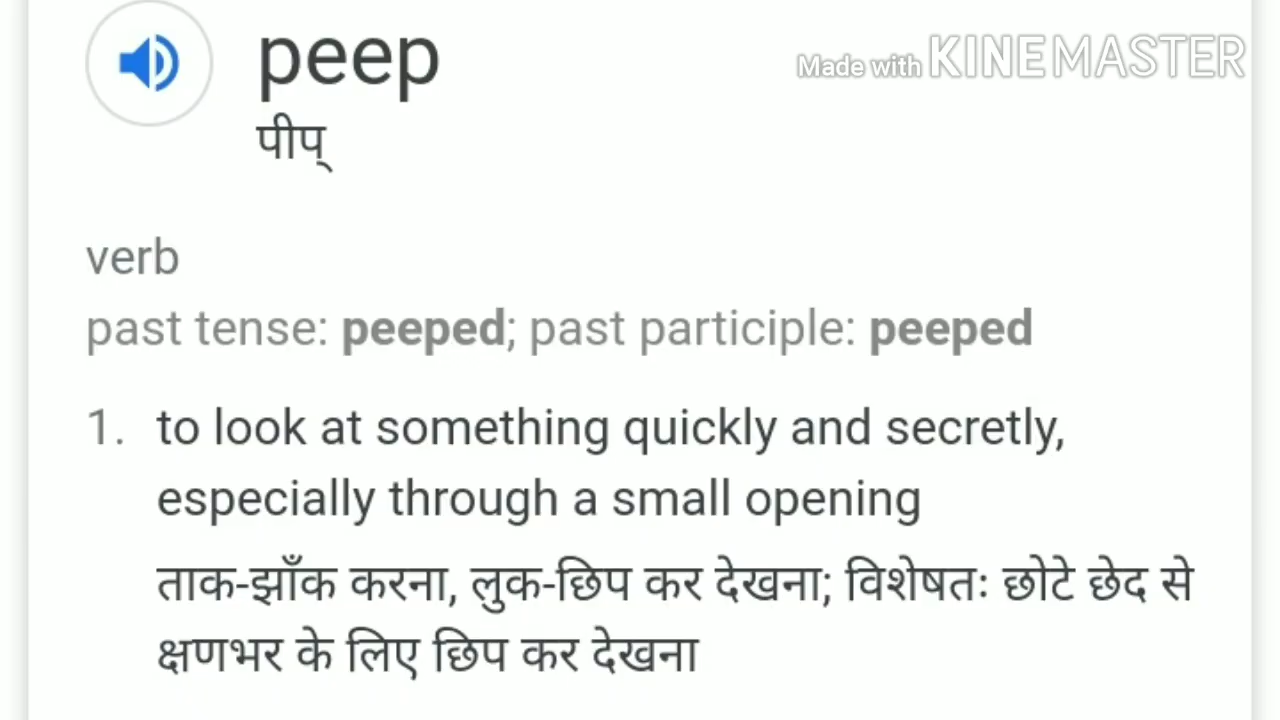 peep
Made with KINEMASTER
पीप्
verb
past tense: peeped; past participle: peeped
1. to look at something quickly and secretly,
especially through a small opening
ताक-झाँक करना, लुक-छिप कर देखना; विशेषतः छोटे छेद से
क्षणभर के लिए छिप कर देखना